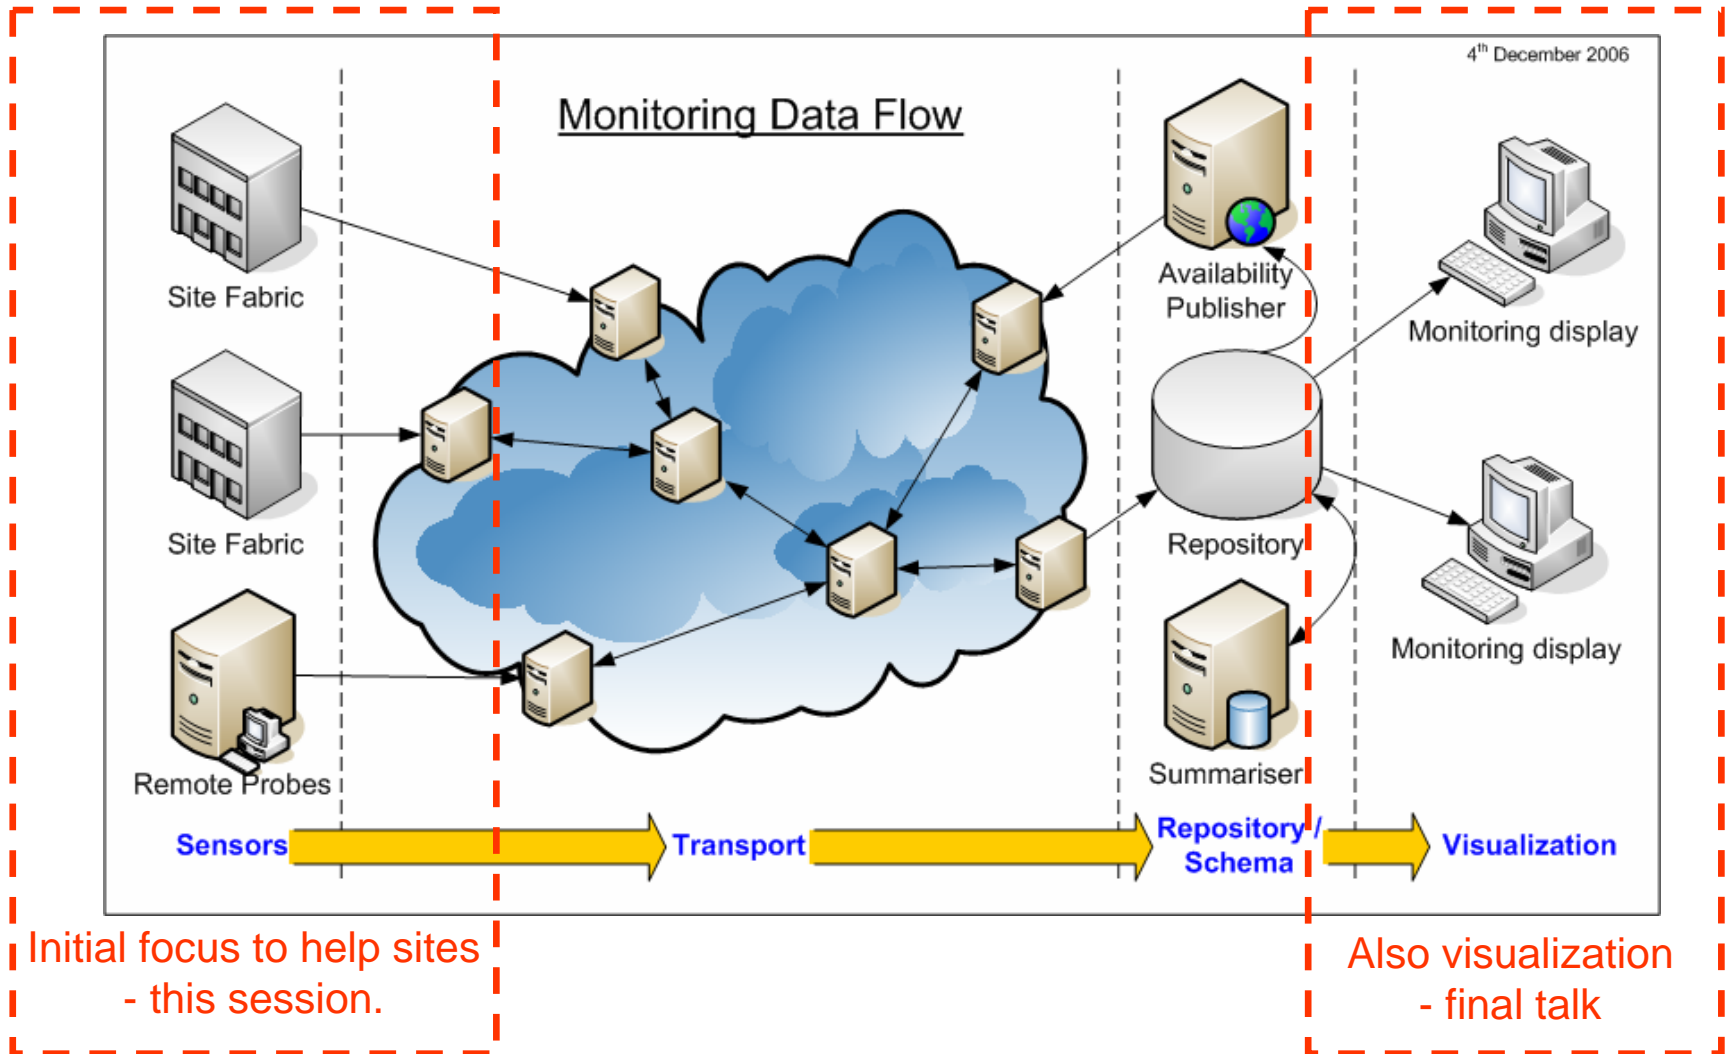 4th December 2006
Monitoring Data Flow
Site Fabric
Site Fabric
Remote Probes
Availability
Publisher
Repository
Summariser
Monitoring display
Monitoring display
Sensors
Transport
Repository /
Schema
Visualization
Initial focus to help sites
- this session.
Also visualization
- final talk